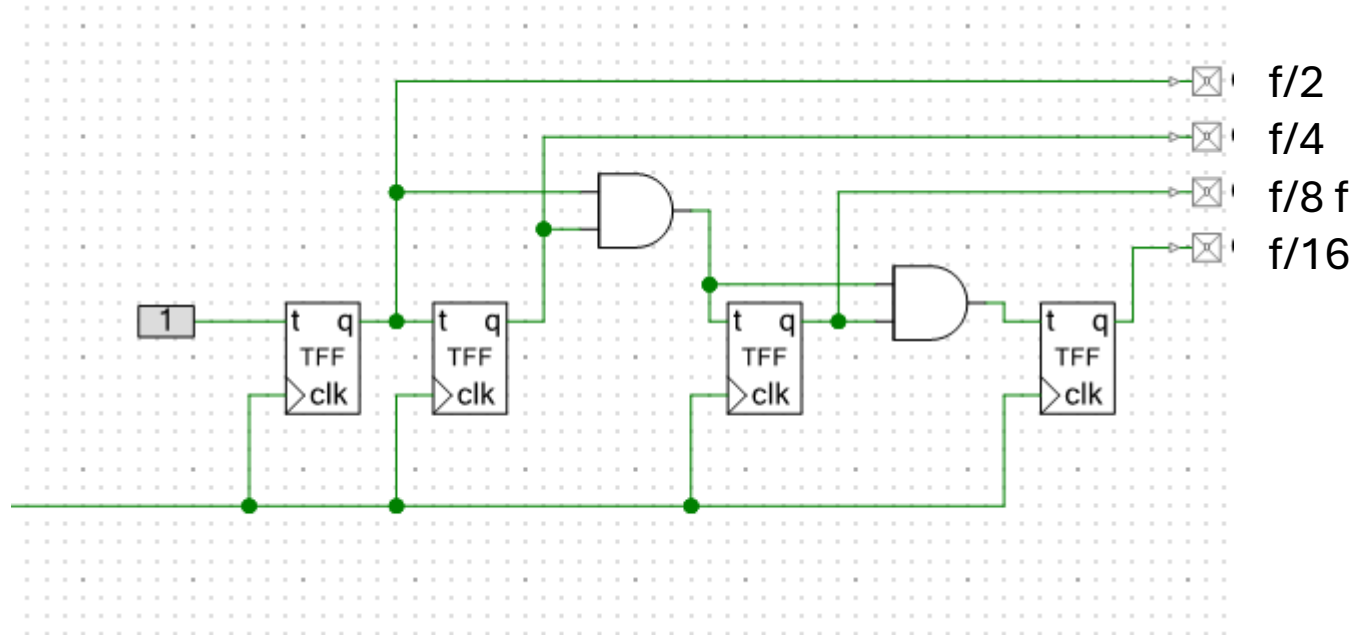 f/2
f/4
f/8 f
f/16
1
t q
TFF
clk
t q
TFF
clk
t q
TFF
clk
t q
TFF
clk